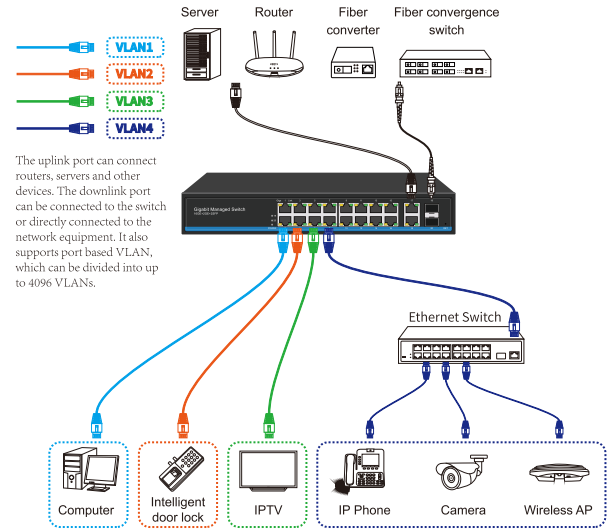 Server
Router
Fiber
converter
Fiber convergence
switch
VLAN1
VLAN2
VLAN3
VLAN4
The uplink port can connect
routers, servers and other
devices. The downlink port
can be connected to the switch
or directly connected to the
network equipment. It also
supports port based VLAN,
which can be divided into up
to 4096 VLANs.
Gigabit Managed Switch
Ethernet Switch
Computer
Intelligent
door lock
IPTV
IP Phone
Camera
Wireless AP